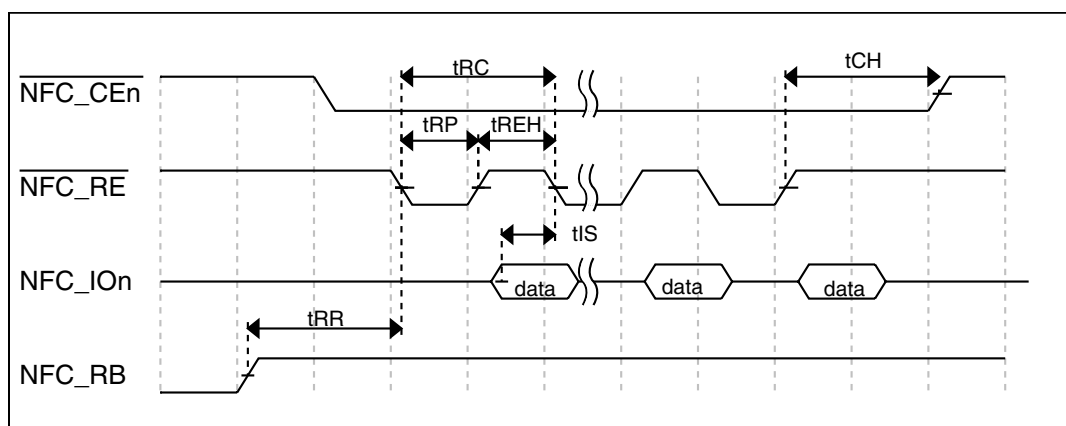 tRC
tCH
NFC_CEn
tRP
tREH
NFC_RE
tIS
NFC_IOn
data
data
data
tRR
NFC_RB